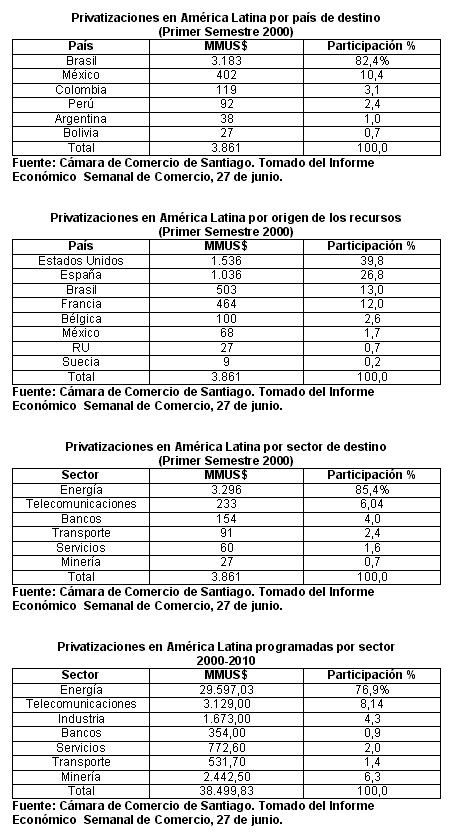 Privatizaciones en América Latina por país de destino
(Primer Semestre 2000)
País MMUS$ Participación %
Brasil 3.183 82,4%
México 402 10,4
Colombia 119 3,1
Perú 92 2,4
Argentina 38 1,0
Bolivia 27 0,7
Total 3.861 100,0
Fuente: Cámara de Comercio de Santiago. Tomado del Informe
Económico Semanal de Comercio, 27 de junio.
Privatizaciones en América Latina por origen de los recursos
(Primer Semestre 2000)
País MMUS$ Participación %
Estados Unidos 1.536 39,8
España 1.036 26,8
Brasil 503 13,0
Francia 464 12,0
Bélgica 100 2,6
México 68 1,7
RU 27 0,7
Suecia 9 0,2
Total 3.861 100,0
Fuente: Cámara de Comercio de Santiago. Tomado del Informe
Económico Semanal de Comercio, 27 de junio.
Privatizaciones en América Latina por sector de destino
(Primer Semestre 2000)
Sector MMUS$ Participación %
Energía 3.296 85,4%
Telecomunicaciones 233 6,04
Bancos 154 4,0
Transporte 91 2,4
Servicios 60 1,6
Minería 27 0,7
Total 3.861 100,0
Fuente: Cámara de Comercio de Santiago. Tomado del Informe
Económico Semanal de Comercio, 27 de junio.
Privatizaciones en América Latina programadas por sector
2000-2010
Sector MMUS$ Participación %
Energía 29.597,03 76,9%
Telecomunicaciones 3.129,00 8,14
Industria 1.673,00 4,3
Bancos 354,00 0,9
Servicios 772,60 2,0
Transporte 531,70 1,4
Minería 2.442,50 6,3
Total 38.499,83 100,0
Fuente: Cámara de Comercio de Santiago. Tomado del Informe
Económico Semanal de Comercio, 27 de junio.